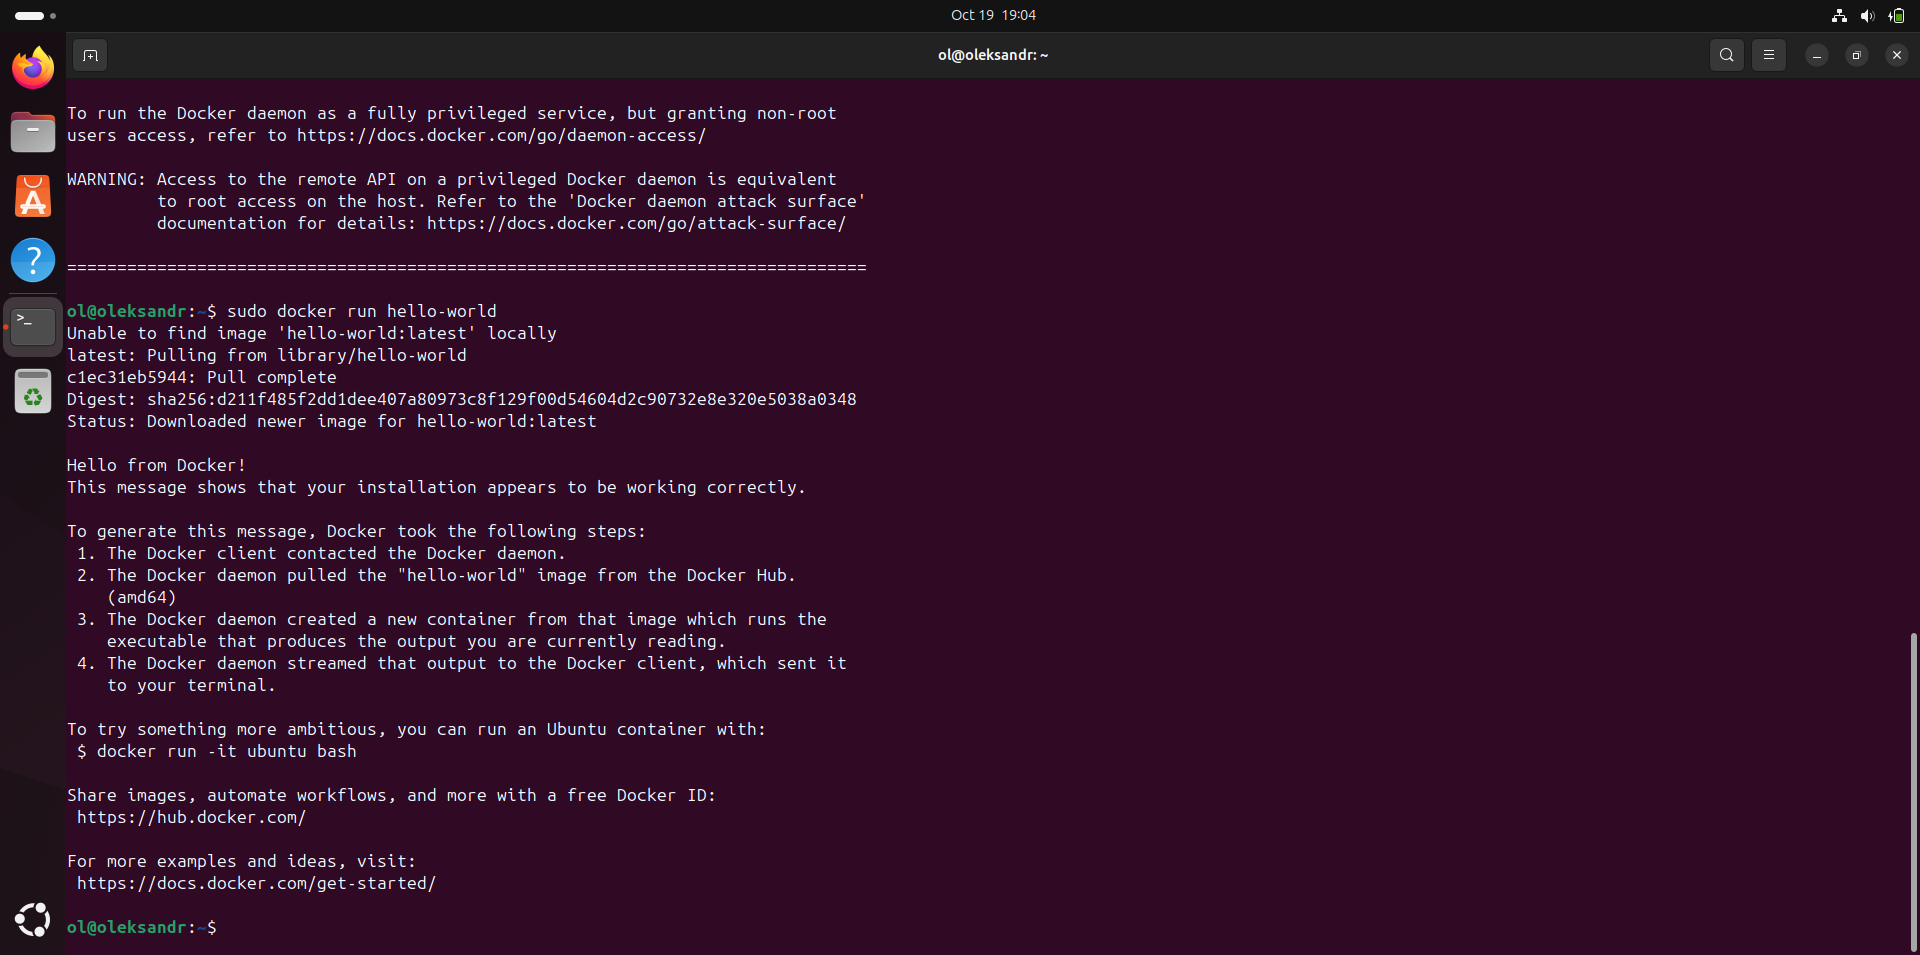 Oct 19 19:04
ol@oleksandr: ~
To run the Docker daemon as a fully privileged service, but granting non-root
users access, refer to https://docs.docker.com/go/daemon-access/
WARNING: Access to the remote API on a privileged Docker daemon is equivalent
         to root access on the host. Refer to the 'Docker daemon attack surface'
         documentation for details: https://docs.docker.com/go/attack-surface/
================================================================================
ol@oleksandr:~$ sudo docker run hello-world
Unable to find image 'hello-world:latest' locally
latest: Pulling from library/hello-world
c1ec31eb5944: Pull complete
Digest: sha256:d211f485f2dd1dee407a80973c8f129f00d54604d2c90732e8e320e5038a0348
Status: Downloaded newer image for hello-world:latest
Hello from Docker!
This message shows that your installation appears to be working correctly.
To generate this message, Docker took the following steps:
 1. The Docker client contacted the Docker daemon.
 2. The Docker daemon pulled the "hello-world" image from the Docker Hub.
    (amd64)
 3. The Docker daemon created a new container from that image which runs the
    executable that produces the output you are currently reading.
 4. The Docker daemon streamed that output to the Docker client, which sent it
    to your terminal.
To try something more ambitious, you can run an Ubuntu container with:
 $ docker run -it ubuntu bash
Share images, automate workflows, and more with a free Docker ID:
 https://hub.docker.com/
For more examples and ideas, visit:
 https://docs.docker.com/get-started/
ol@oleksandr:~$